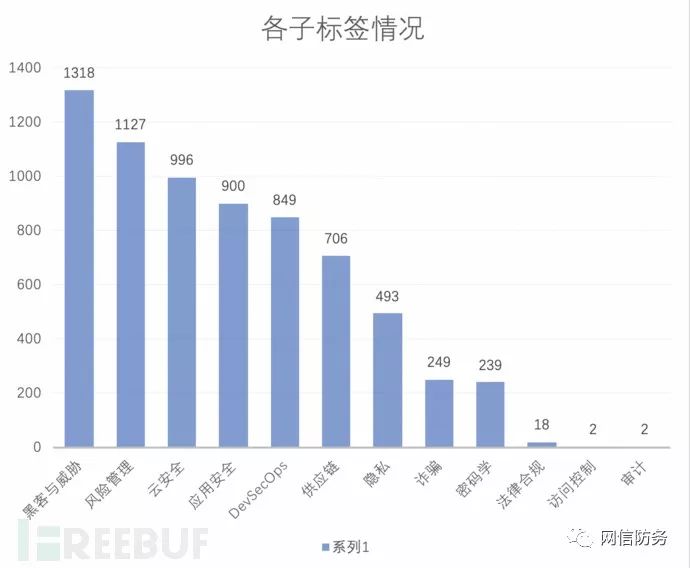 各子标签情况
1400
1200
1000
800
600
400
200
0
1318
1127
996
900
849
706
493
249
239
18
2
2
黑客与威胁
风险管理
云安全
应用安全
DevSecOps
供应链
隐私
诈骗
密码学
法律合规
访问控制
审计
系列1
FREEBUF
网信防务